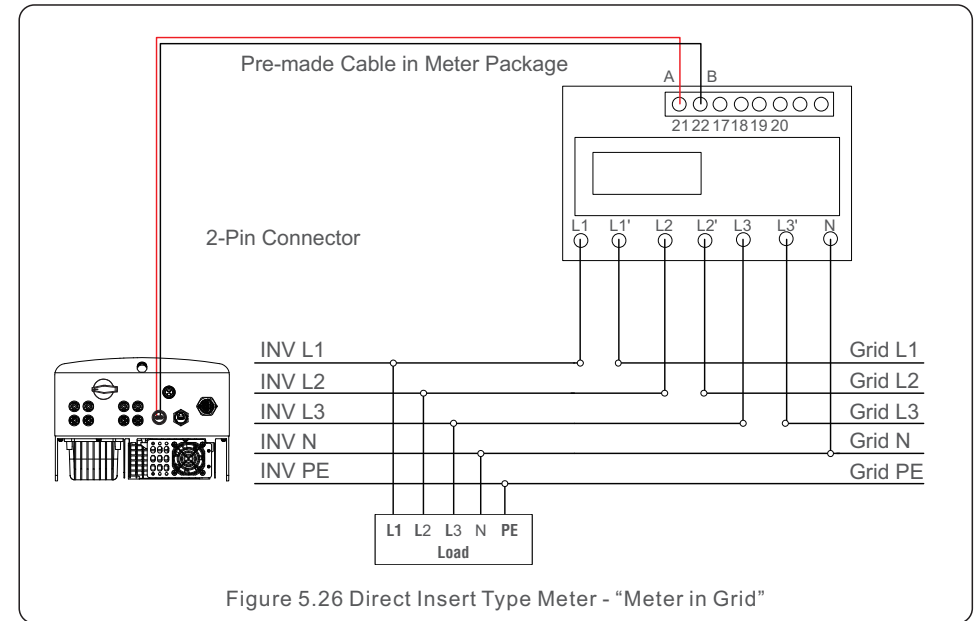 Pre-made Cable in Meter Package
A B
21 22 17 18 19 20
2-Pin Connector
L1 L1' L2 L2' L3 L3' N
INV L1 Grid L1
INV L2 Grid L2
INV L3 Grid L3
INV N Grid N
INV PE Grid PE
L1 L2 L3 N PE
Load
Figure 5.26 Direct Insert Type Meter - “Meter in Grid”